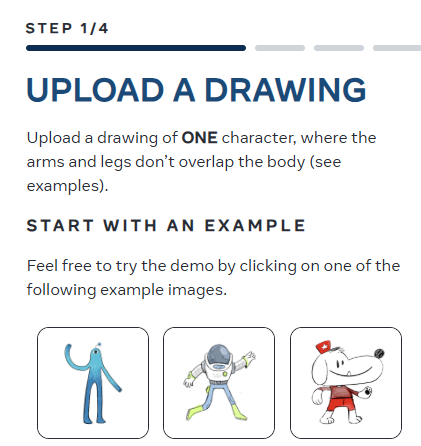 STEP 1/4
UPLOAD A DRAWING
Upload a drawing of ONE character, where the
arms and legs don’t overlap the body (see
examples).
START WITH AN EXAMPLE
Feel free to try the demo by clicking on one of the
following example images.